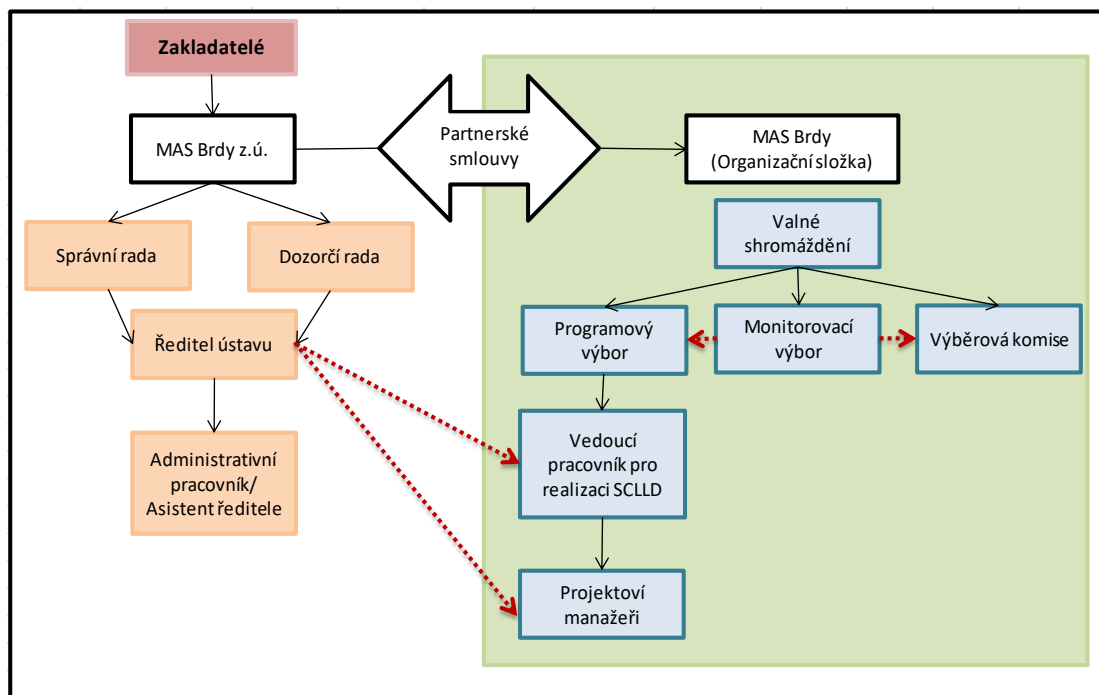 Zakladatelé
MAS Brdy z.ú.
Partnerské
smlouvy
MAS Brdy
(Organizační složka)
Správní rada
Dozorčí rada
Valné
shromáždění
Ředitel ústavu
Programový
výbor
Monitorovací
výbor
Výběrová komise
Administrativní
pracovník/
Asistent ředitele
Vedoucí
pracovník pro
realizaci SCLLD
Projektoví
manažeři